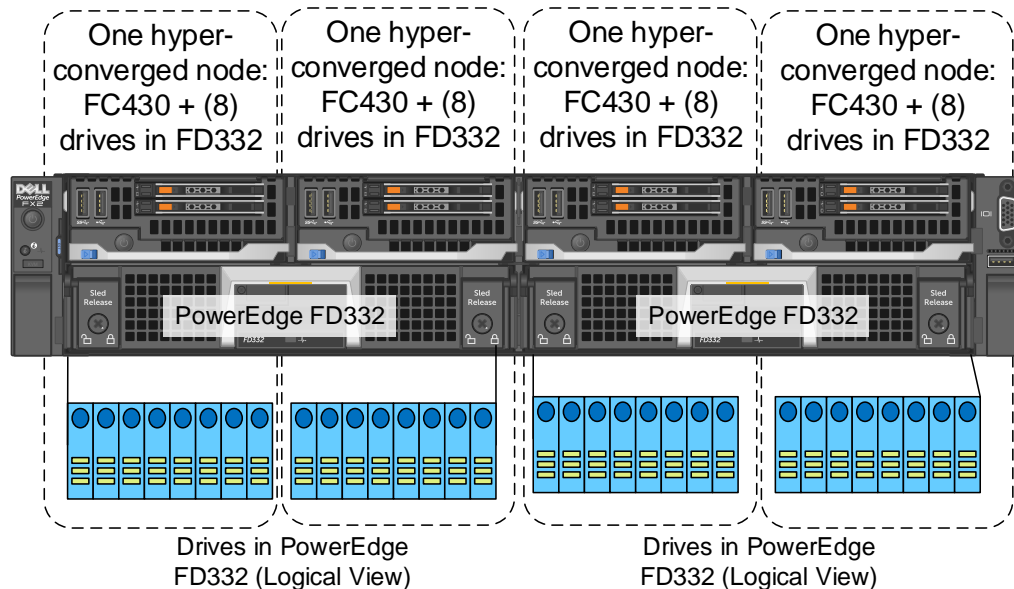 One hyper-
converged node:
FC430 + (8)
drives in FD332
One hyper-
converged node:
FC430 + (8)
drives in FD332
One hyper-
converged node:
FC430 + (8)
drives in FD332
One hyper-
converged node:
FC430 + (8)
drives in FD332
DELL
PowerEdge
FX2
Sled
Release
PowerEdge FD332
FD332
Sled
Release
Sled
Release
PowerEdge FD332
FD332
Sled
Release
Drives in PowerEdge
FD332 (Logical View)
Drives in PowerEdge
FD332 (Logical View)